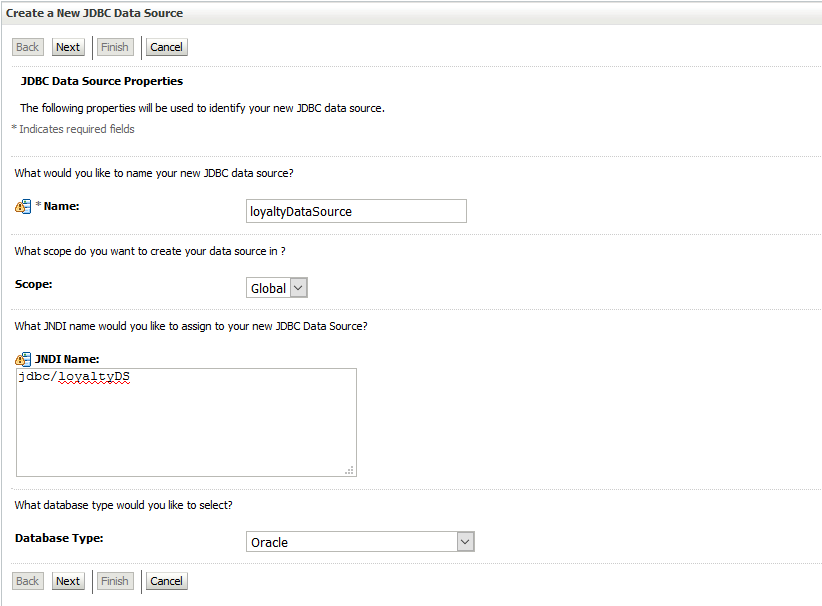 Create a New JDBC Data Source
Back Next Finish Cancel
JDBC Data Source Properties
The following properties will be used to identify your new JDBC data source.
* Indicates required fields
What would you like to name your new JDBC data source?
* Name: loyaltyDataSource
What scope do you want to create your data source in ?
Scope: Global
What JNDI name would you like to assign to your new JDBC Data Source?
JNDI Name:
jdbc/loyaltyDS
What database type would you like to select?
Database Type: Oracle
Back Next Finish Cancel